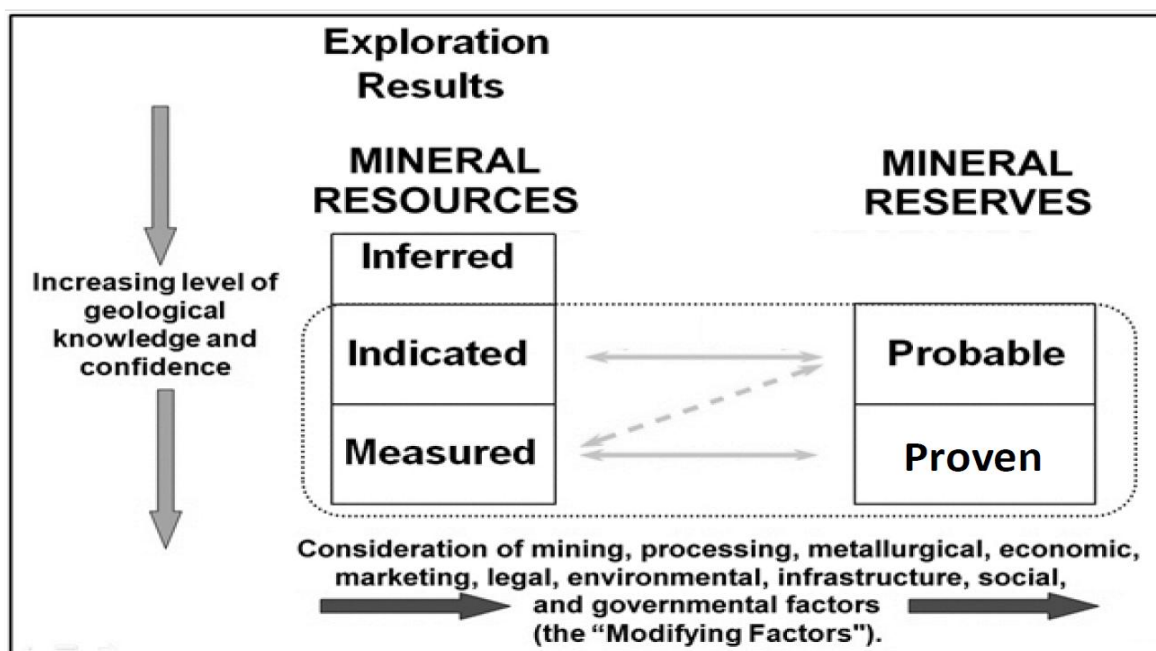 Exploration
Results
MINERAL
RESOURCES
MINERAL
RESERVES
Increasing level of
geological
knowledge and
confidence
Inferred
Indicated
Measured
Probable
Proven
Consideration of mining, processing, metallurgical, economic,
marketing, legal, environmental, infrastructure, social,
and governmental factors
(the “Modifying Factors").